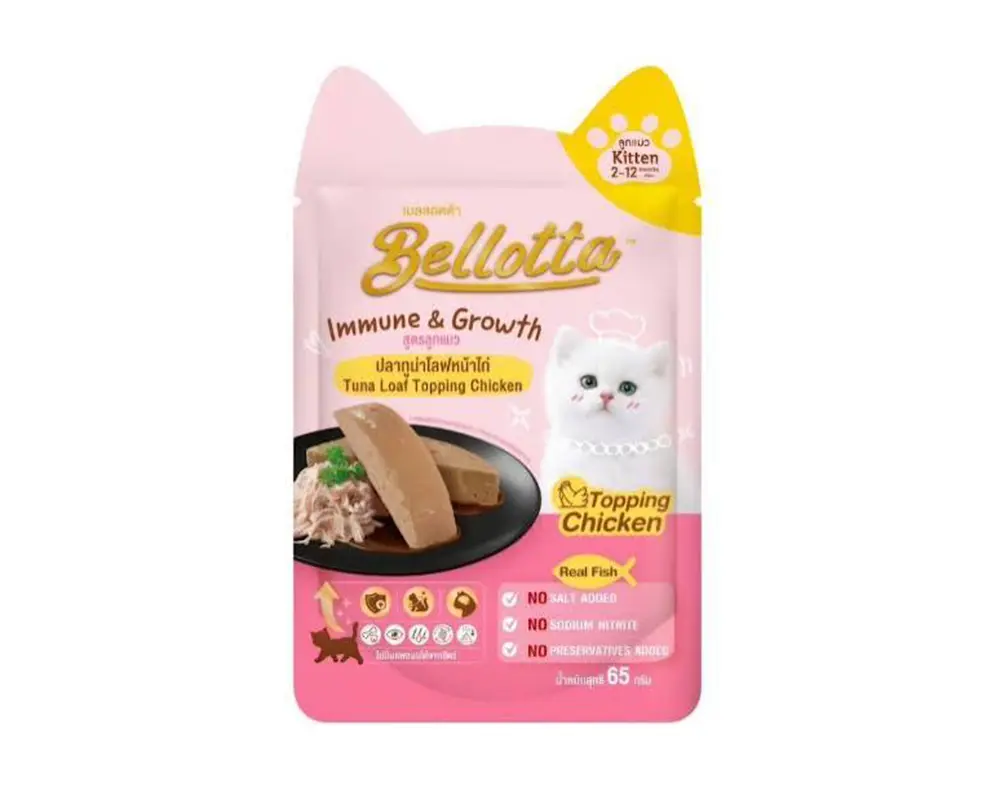 ลูกแมว
Kitten
2-12
เบลลอตต้า
Bellotta™
Immune & Growth
สูตรลูกแมว
ปลาทูน่าโลฟหน้าไก่
Tuna Loaf Topping Chicken
Topping
Chicken
Real Fish
NO SALT ADDED
NO SODIUM NITRITE
NO PRESERVATIVES ADDED
น้ำหนักสุทธิ 65 กรัม